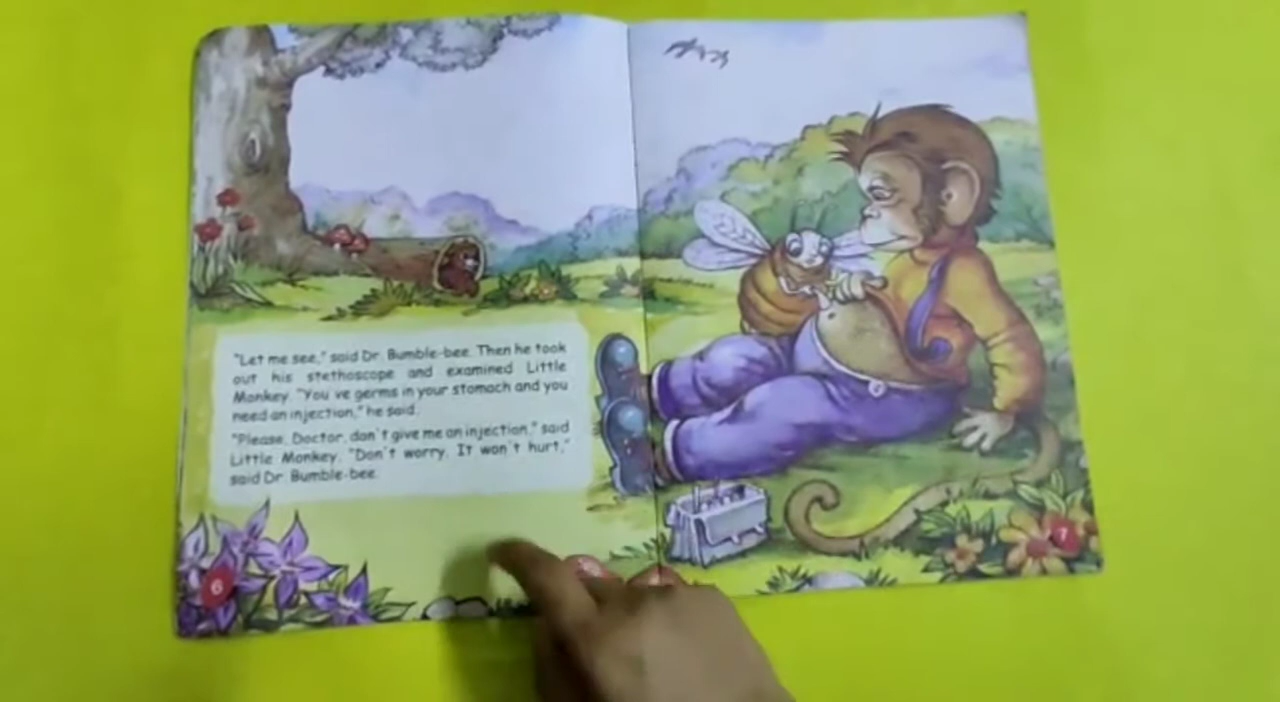 "Let me see," said Dr. Bumble-bee. Then he took
out his stethoscope and examined Little
Monkey. "You've germs in your stomach and you
need an injection," he said.
"Please, Doctor, don't give me an injection," said
Little Monkey. "Don't worry. It won't hurt,"
said Dr. Bumble-bee.
6
7